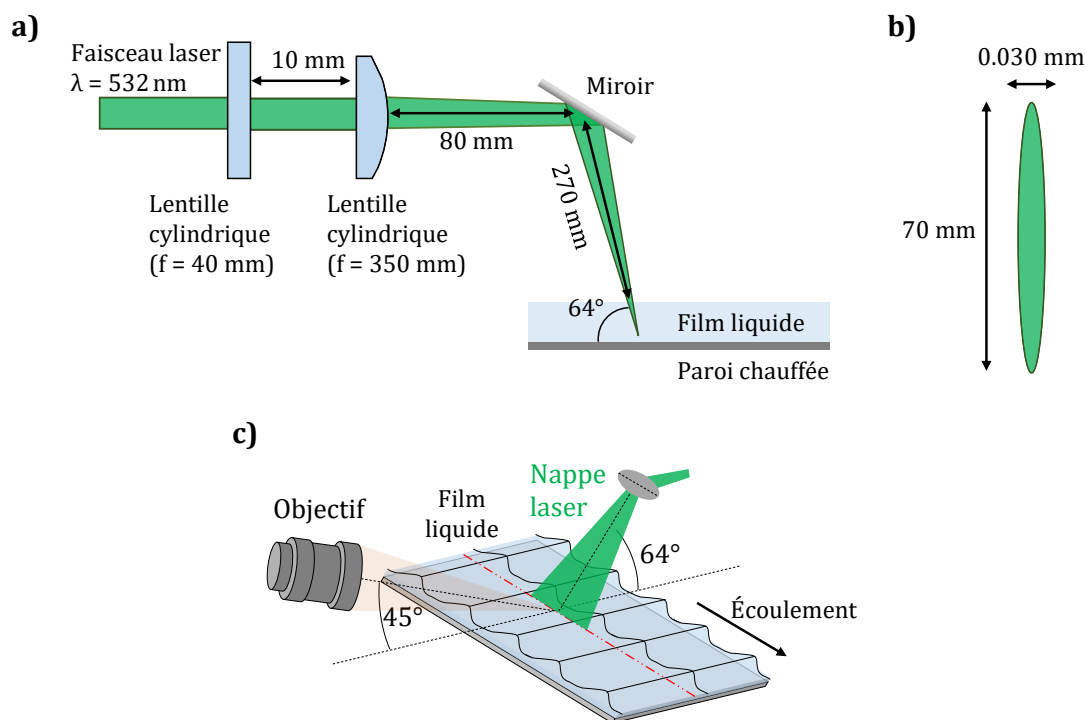 a)
Faisceau laser
λ = 532 nm
10 mm
Miroir
80 mm
270 mm
Lentille
cylindrique
(f = 40 mm)
Lentille
cylindrique
(f = 350 mm)
64°
Film liquide
Paroi chauffée
b)
0.030 mm
70 mm
c)
Objectif
Film
liquide
Nappe
laser
64°
45°
Écoulement